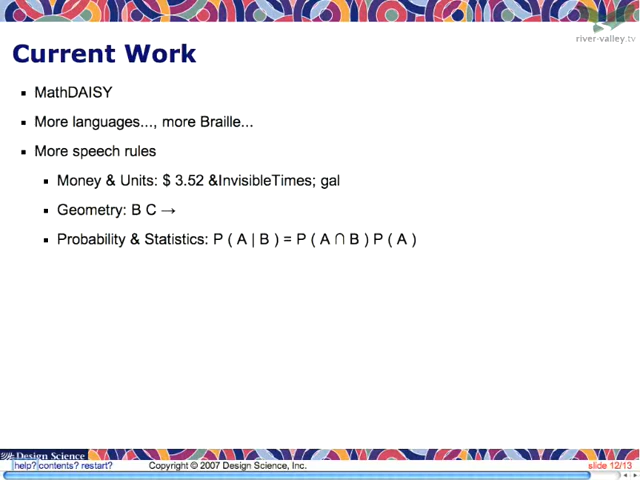 river-valley.tv
Current Work
▪ MathDAISY
▪ More languages..., more Braille...
▪ More speech rules
▪ Money & Units: $ 3.52 &InvisibleTimes; gal
▪ Geometry: B C →
▪ Probability & Statistics: P ( A | B ) = P ( A ∩ B ) P ( A )
Design Science
help? contents? restart? Copyright © 2007 Design Science, Inc. slide 12/13